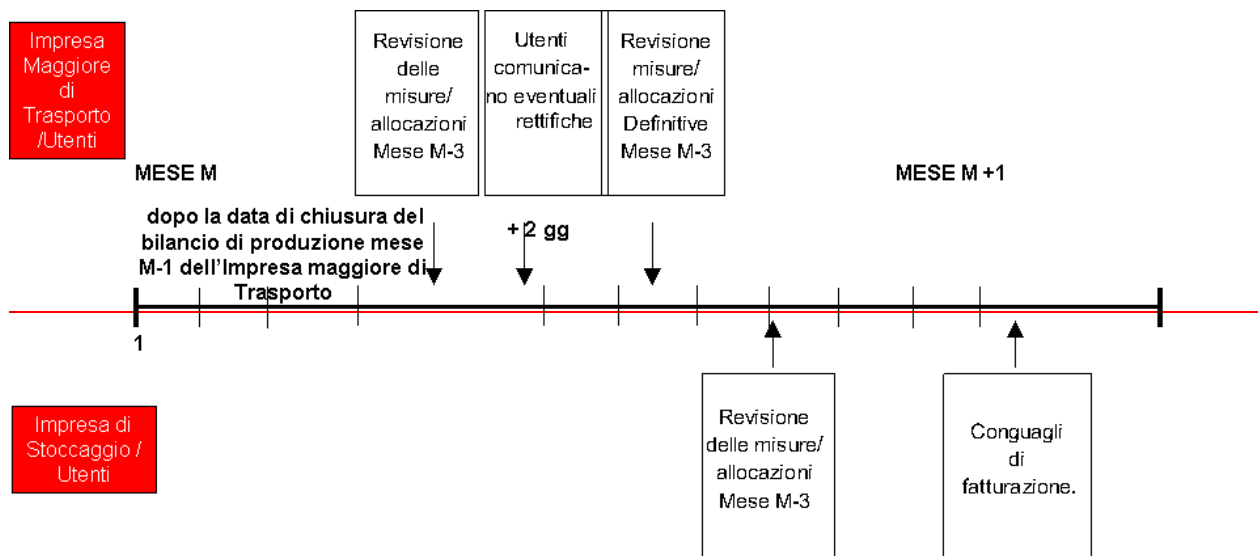 Impresa
Maggiore
di
Trasporto
/Utenti
Revisione
delle
misure/
allocazioni
Mese M-3
Utenti
comunica-
no eventuali
rettifiche
Revisione
misure/
allocazioni
Definitive
Mese M-3
MESE M
MESE M +1
dopo la data di chiusura del
bilancio di produzione mese
M-1 dell'Impresa maggiore di
Trasporto
+ 2 gg
1
Impresa di
Stoccaggio /
Utenti
Revisione
delle misure/
allocazioni
Mese M-3
Conguagli
di
fatturazione.